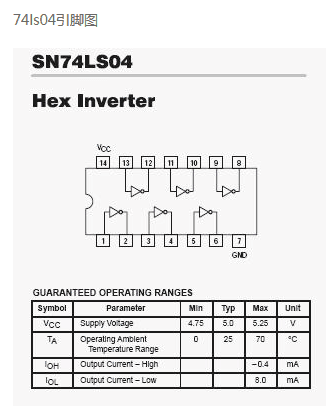 74ls04引脚图
SN74LS04
Hex Inverter
VCC
14 13 12 11 10 9 8
1 2 3 4 5 6 7
GND
GUARANTEED OPERATING RANGES
Symbol Parameter Min Typ Max Unit
VCC Supply Voltage 4.75 5.0 5.25 V
TA Operating Ambient Temperature Range 0 25 70 °C
IOH Output Current – High –0.4 mA
IOL Output Current – Low 8.0 mA